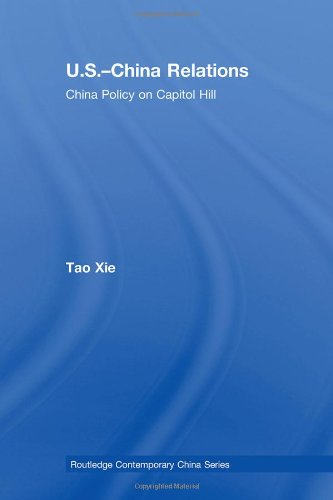 U.S.–China Relations
China Policy on Capitol Hill
Tao Xie
Routledge Contemporary China Series